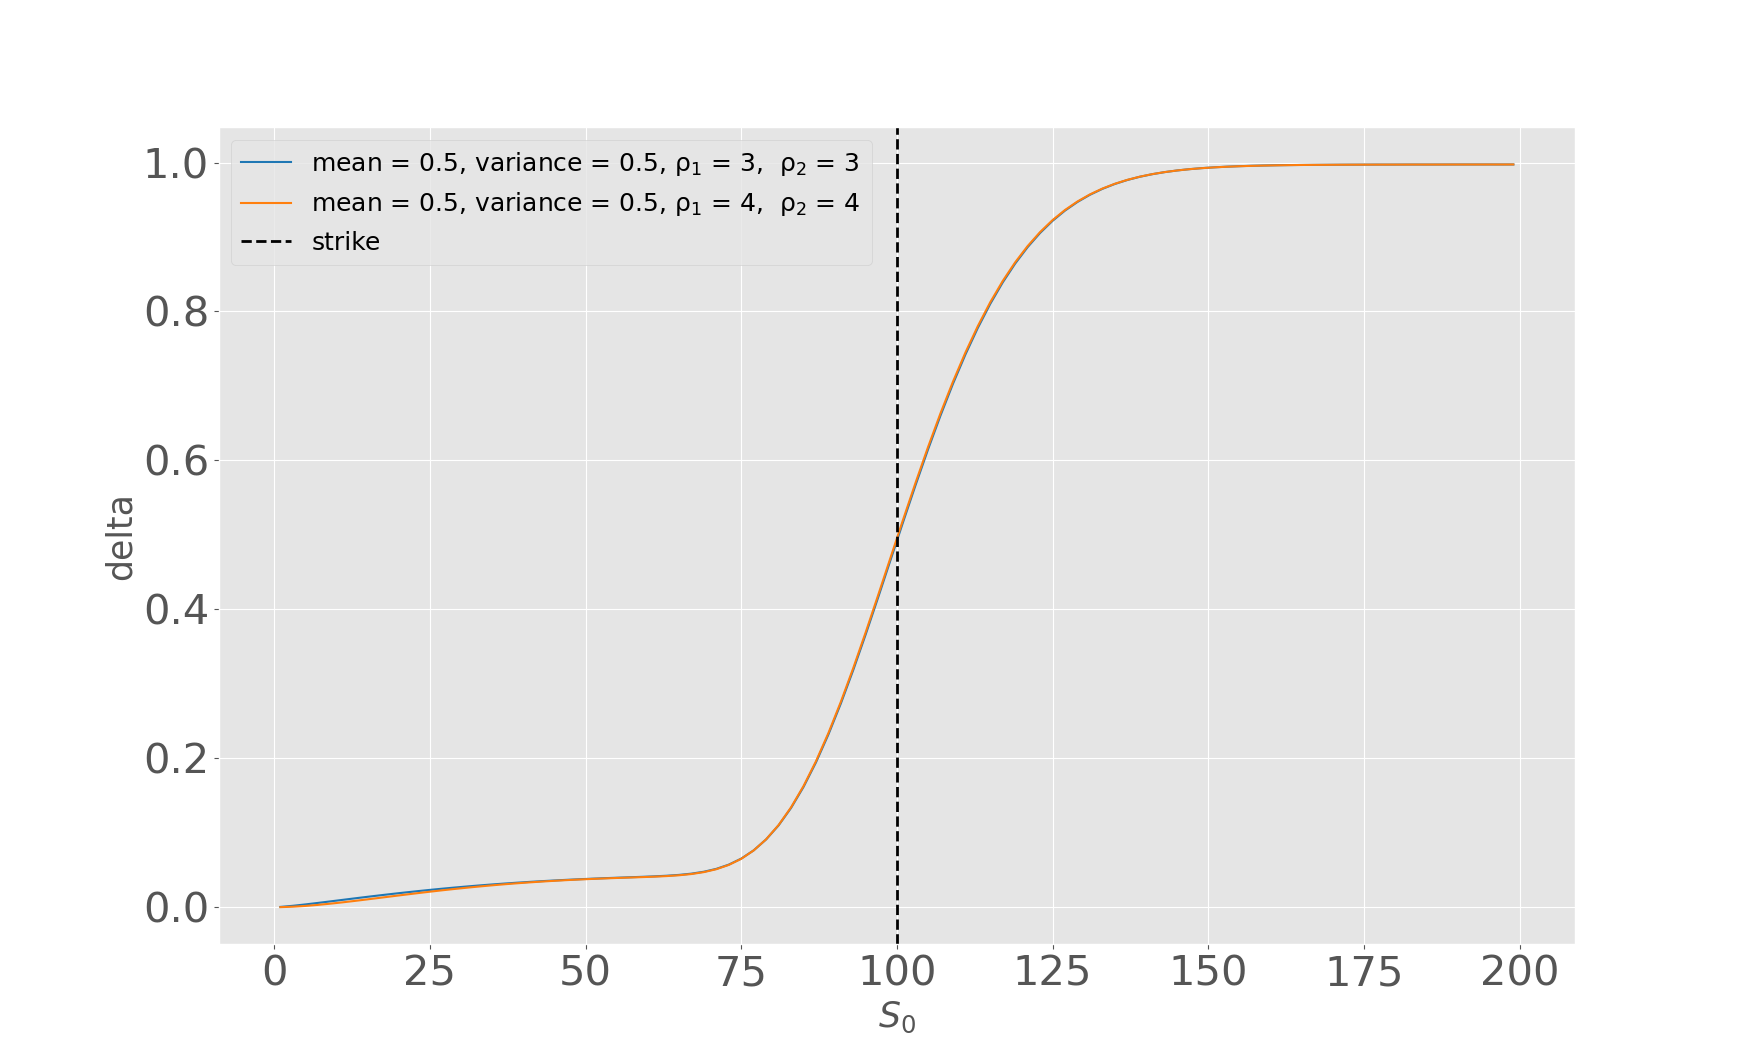 mean = 0.5, variance = 0.5, ρ₁ = 3,  ρ₂ = 3
mean = 0.5, variance = 0.5, ρ₁ = 4,  ρ₂ = 4
strike
1.0
0.8
0.6
0.4
0.2
0.0
delta
0 25 50 75 100 125 150 175 200
S₀